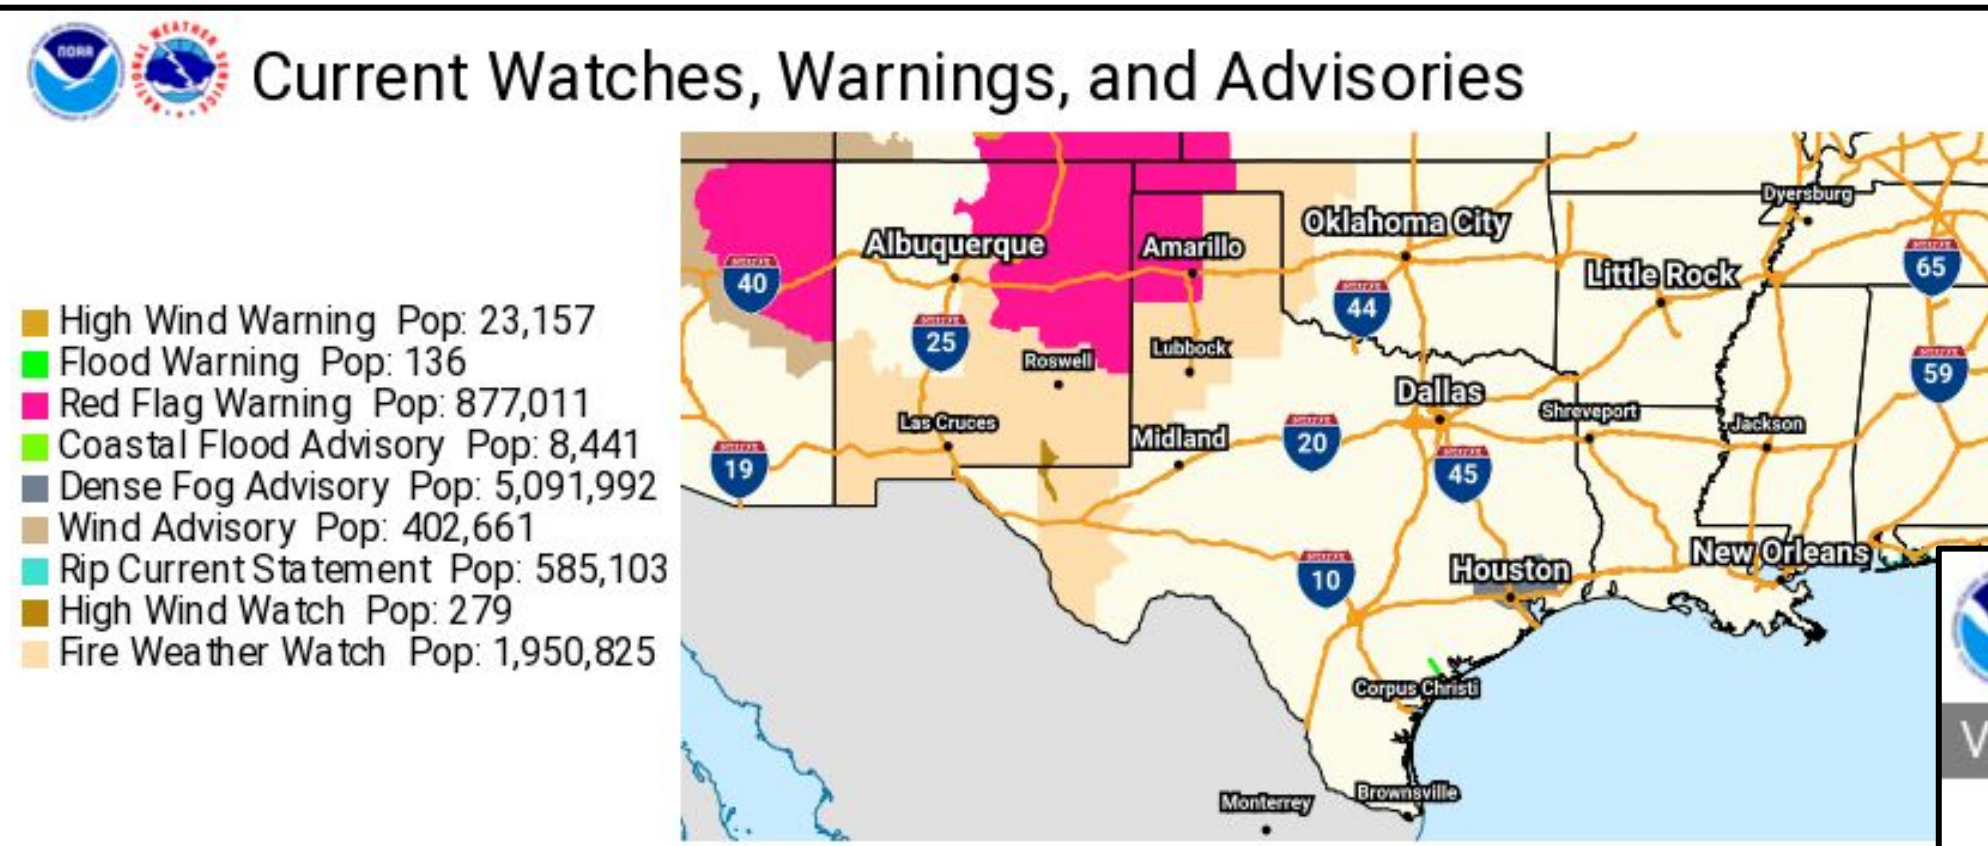 NOAA
NATIONAL WEATHER SERVICE
Current Watches, Warnings, and Advisories
High Wind Warning Pop: 23,157
Flood Warning Pop: 136
Red Flag Warning Pop: 877,011
Coastal Flood Advisory Pop: 8,441
Dense Fog Advisory Pop: 5,091,992
Wind Advisory Pop: 402,661
Rip Current Statement Pop: 585,103
High Wind Watch Pop: 279
Fire Weather Watch Pop: 1,950,825
Dyersburg
Oklahoma City
Albuquerque
Amarillo
Little Rock
65
40
44
25
Roswell
Lubbock
59
Dallas
Shreveport
Las Cruces
Jackson
Midland
20
19
45
New Orleans
Houston
10
Corpus Christi
V
Monterrey
Brownsville